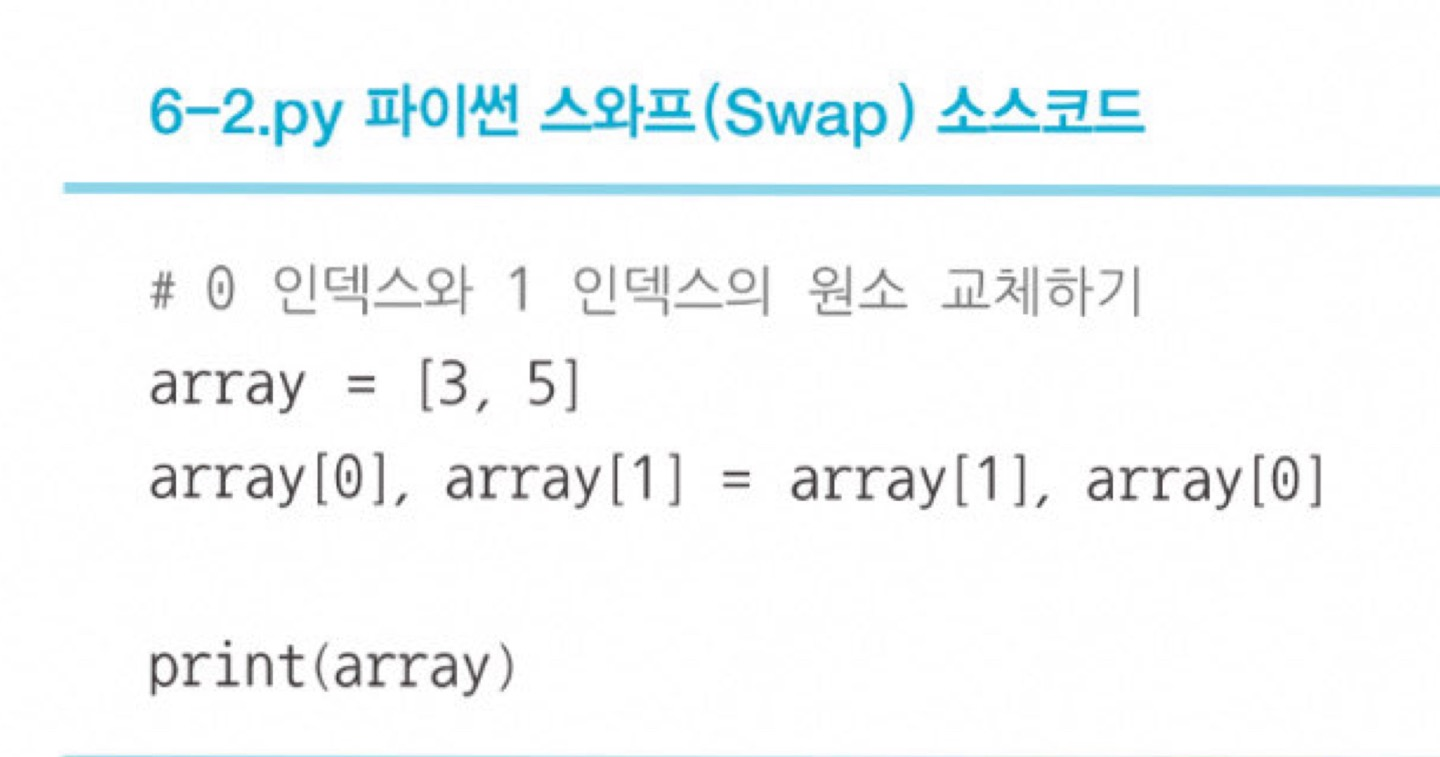 6-2.py 파이썬 스와프(Swap) 소스코드
# 0 인덱스와 1 인덱스의 원소 교체하기
array = [3, 5]
array[0], array[1] = array[1], array[0]
print(array)